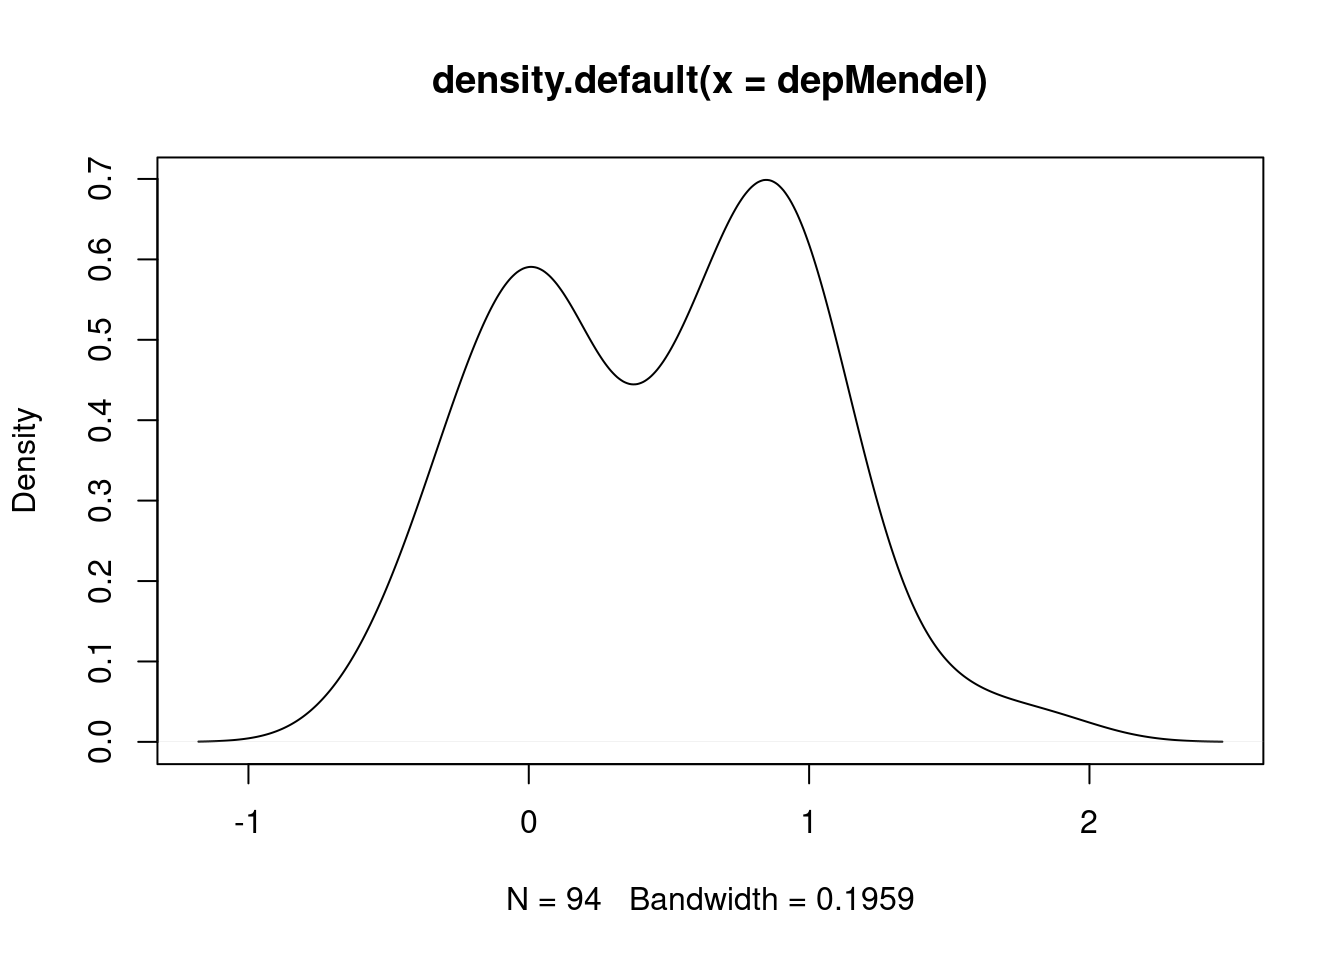 density.default(x = depMendel)
Density
0.7
0.6
0.5
0.4
0.3
0.2
0.1
0.0
-1 0 1 2
N = 94 Bandwidth = 0.1959